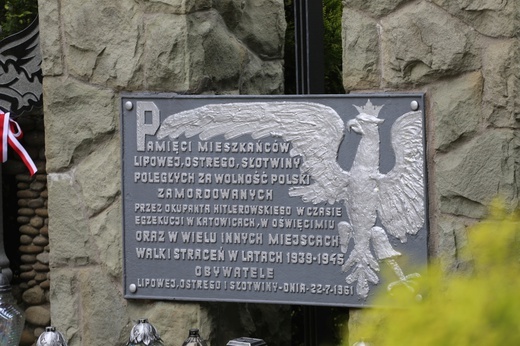 PAMIĘCI MIESZKAŃCÓW
LIPOWEJ, OSTREGO, SŁOTWINY
POLEGŁYCH ZA WOLNOŚĆ POLSKI
ZAMORDOWANYCH
PRZEZ OKUPANTA HITLEROWSKIEGO W CZASIE
EGZEKUCJI W KATOWICACH, W OŚWIĘCIMIU
ORAZ W WIELU INNYCH MIEJSCACH
WALKI STRACEŃ W LATACH 1939-1945
OBYWATELE
LIPOWEJ, OSTREGO I SŁOTWINY-DNIA-22-7-1961